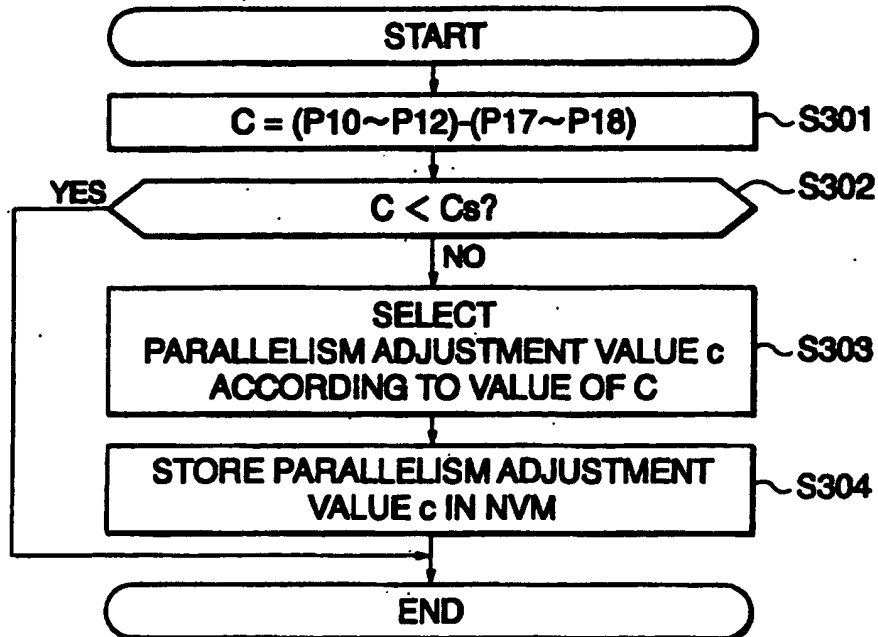 START
C = (P10~P12)-(P17~P18)
S301
YES
C < Cs?
S302
NO
SELECT
PARALLELISM ADJUSTMENT VALUE c
ACCORDING TO VALUE OF C
S303
STORE PARALLELISM ADJUSTMENT
VALUE c IN NVM
S304
END